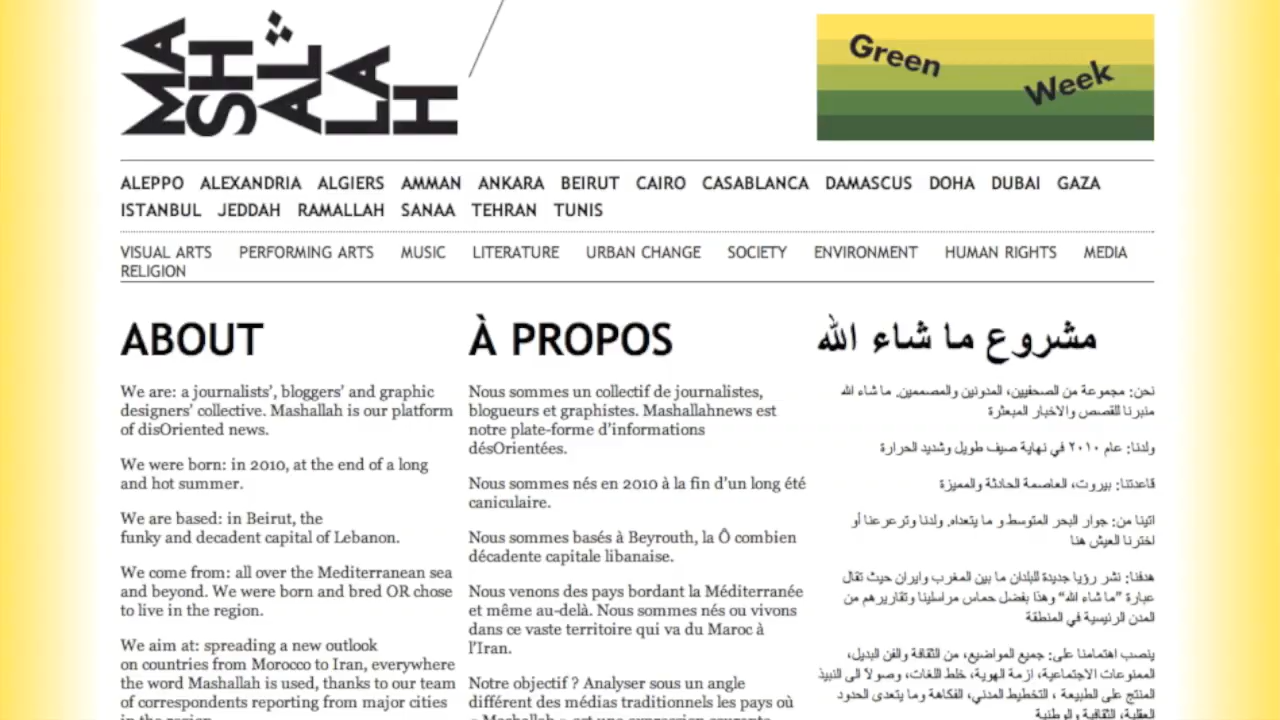 MASHALLAH
Green Week
ALEPPO ALEXANDRIA ALGIERS AMMAN ANKARA BEIRUT CAIRO CASABLANCA DAMASCUS DOHA DUBAI GAZA
ISTANBUL JEDDAH RAMALLAH SANAA TEHRAN TUNIS
VISUAL ARTS PERFORMING ARTS MUSIC LITERATURE URBAN CHANGE SOCIETY ENVIRONMENT HUMAN RIGHTS MEDIA
RELIGION
ABOUT
We are: a journalists’, bloggers’ and graphic
designers’ collective. Mashallah is our platform
of disOriented news.
We were born: in 2010, at the end of a long
and hot summer.
We are based: in Beirut, the
funky and decadent capital of Lebanon.
We come from: all over the Mediterranean sea
and beyond. We were born and bred OR chose
to live in the region.
We aim at: spreading a new outlook
on countries from Morocco to Iran, everywhere
the word Mashallah is used, thanks to our team
of correspondents reporting from major cities
in the region.
À PROPOS
Nous sommes un collectif de journalistes,
blogueurs et graphistes. Mashallahnews est
notre plate-forme d’informations
désOrientées.
Nous sommes nés en 2010 à la fin d’un long été
caniculaire.
Nous sommes basés à Beyrouth, la Ô combien
décadente capitale libanaise.
Nous venons des pays bordant la Méditerranée
et même au-delà. Nous sommes nés ou vivons
dans ce vaste territoire qui va du Maroc à
l’Iran.
Notre objectif ? Analyser sous un angle
différent des médias traditionnels les pays où
« Mashallah » est une expression courante
مشروع ما شاء الله
نحن: مجموعة من الصحفيين، المدونين والمصممين. ما شاء الله
منبرنا للقصص والاخبار المبعثرة
ولدنا: عام ٢٠١٠ في نهاية صيف طويل وشديد الحرارة
قاعدتنا: بيروت، العاصمة الحادثة والمميزة
اتينا من: جوار البحر المتوسط و ما يتعداه. ولدنا وترعرعنا أو
اخترنا العيش هنا
هدفنا: نشر رؤيا جديدة للبلدان ما بين المغرب وايران حيث تقال
عبارة ”ما شاء الله“ وهذا بفضل حماس مراسلينا وتقاريرهم من
المدن الرئيسية في المنطقة
ينصب اهتمامنا على: جميع المواضيع، من الثقافة والفن البديل،
الممنوعات الاجتماعية، ازمة الهوية، خلط اللغات، وصولاً الى النبيذ
المنتج على الطبيعة ، التخطيط المدني، الفكاهة وما يتعدى الحدود
العقلية، الثقافية و الوطنية